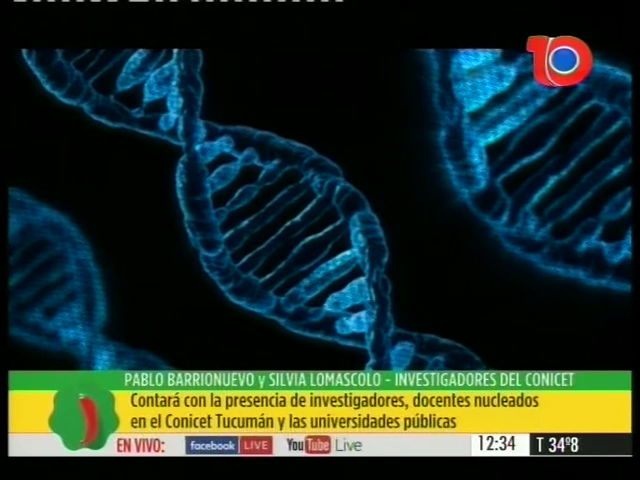 10
PABLO BARRIONUEVO y SILVIA LOMASCOLO - INVESTIGADORES DEL CONICET
Contará con la presencia de investigadores, docentes nucleados
en el Conicet Tucumán y las universidades públicas
EN VIVO: facebook LIVE YouTube Live 12:34 T 34º8